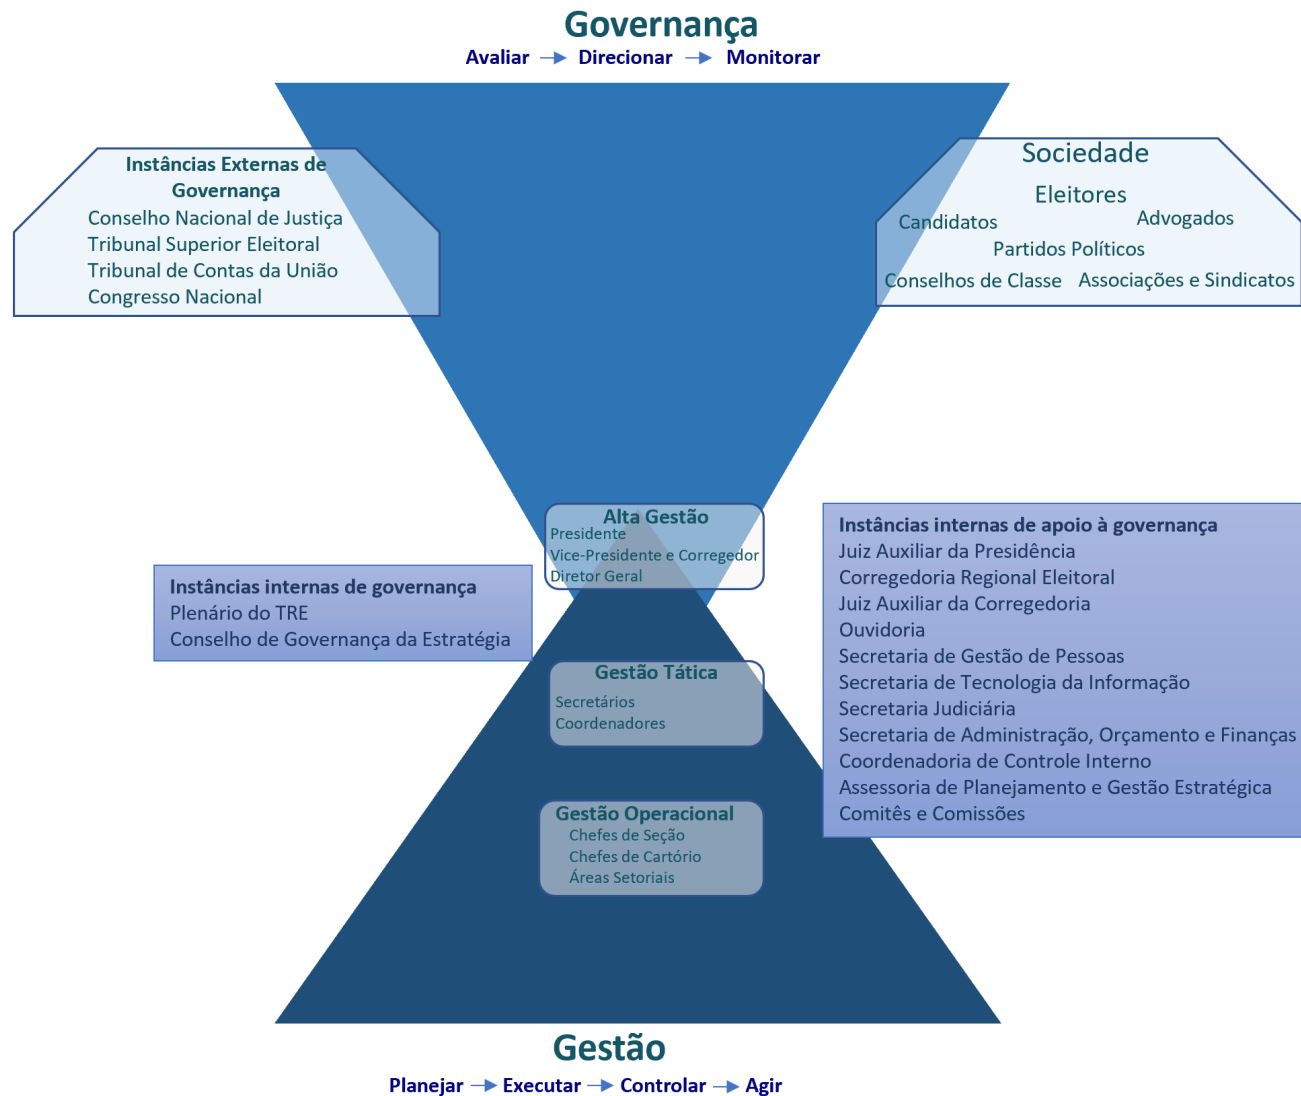 Governança
Avaliar Direcionar Monitorar
Instâncias Externas de
Governança
Conselho Nacional de Justiça
Tribunal Superior Eleitoral
Tribunal de Contas da União
Congresso Nacional
Sociedade
Eleitores
Candidatos Advogados
Partidos Políticos
Conselhos de Classe Associações e Sindicatos
Alta Gestão
Presidente
Vice-Presidente e Corregedor
Diretor Geral
Instâncias internas de governança
Plenário do TRE
Conselho de Governança da Estratégia
Instâncias internas de apoio à governança
Juiz Auxiliar da Presidência
Corregedoria Regional Eleitoral
Juiz Auxiliar da Corregedoria
Ouvidoria
Secretaria de Gestão de Pessoas
Secretaria de Tecnologia da Informação
Secretaria Judiciária
Secretaria de Administração, Orçamento e Finanças
Coordenadoria de Controle Interno
Assessoria de Planejamento e Gestão Estratégica
Comitês e Comissões
Gestão Tática
Secretários
Coordenadores
Gestão Operacional
Chefes de Seção
Chefes de Cartório
Áreas Setoriais
Gestão
Planejar Executar Controlar Agir